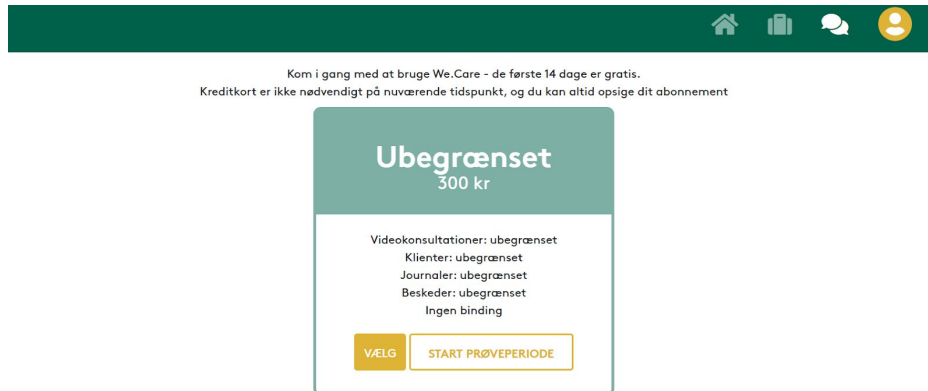 Kom i gang med at bruge We.Care - de første 14 dage er gratis.
Kreditkort er ikke nødvendigt på nuværende tidspunkt, og du kan altid opsige dit abonnement
Ubegrænset
300 kr
Videokonsultationer: ubegrænset
Klienter: ubegrænset
Journaler: ubegrænset
Beskeder: ubegrænset
Ingen binding
VÆLG
START PRØVEPERIODE